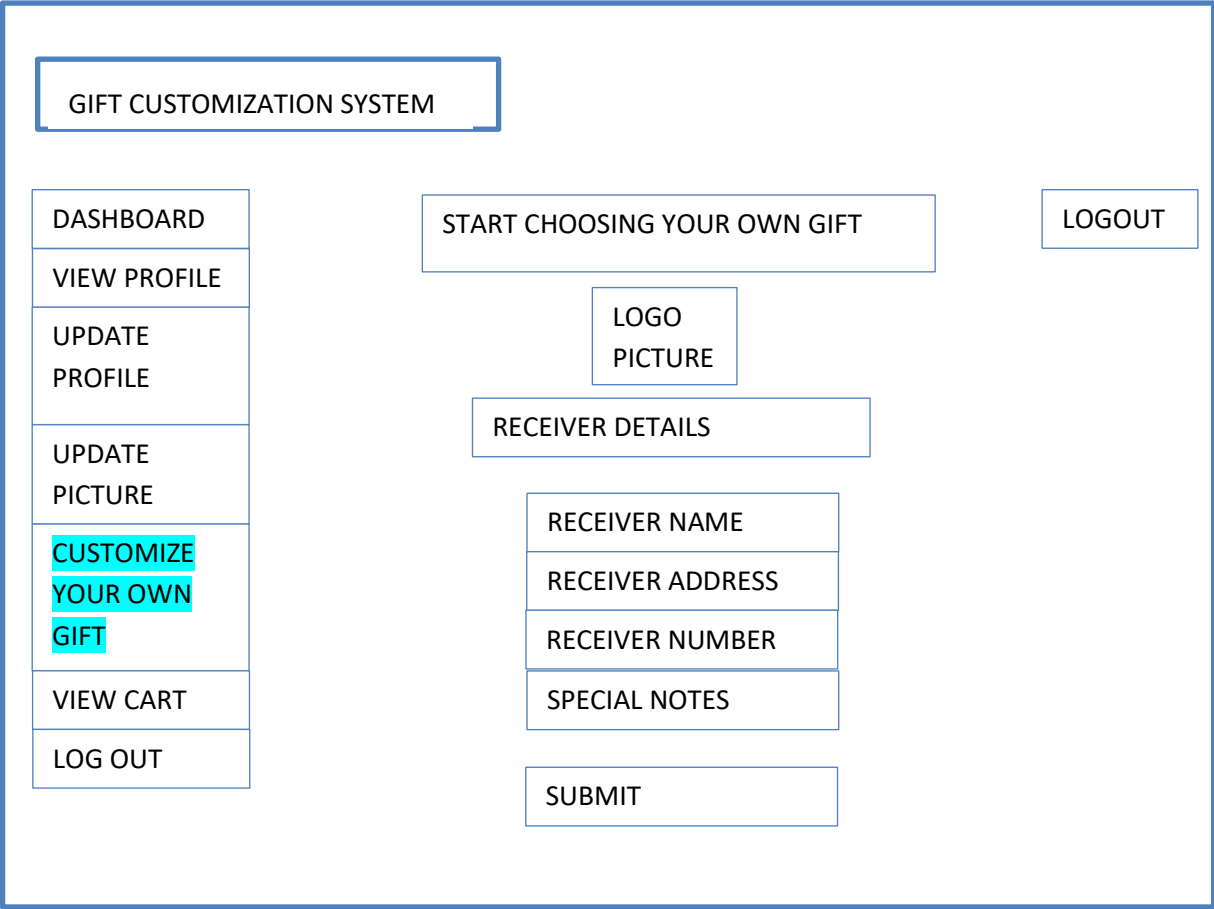 GIFT CUSTOMIZATION SYSTEM
DASHBOARD
VIEW PROFILE
UPDATE
PROFILE
UPDATE
PICTURE
CUSTOMIZE
YOUR OWN
GIFT
VIEW CART
LOG OUT
START CHOOSING YOUR OWN GIFT
LOGO
PICTURE
RECEIVER DETAILS
RECEIVER NAME
RECEIVER ADDRESS
RECEIVER NUMBER
SPECIAL NOTES
SUBMIT
LOGOUT